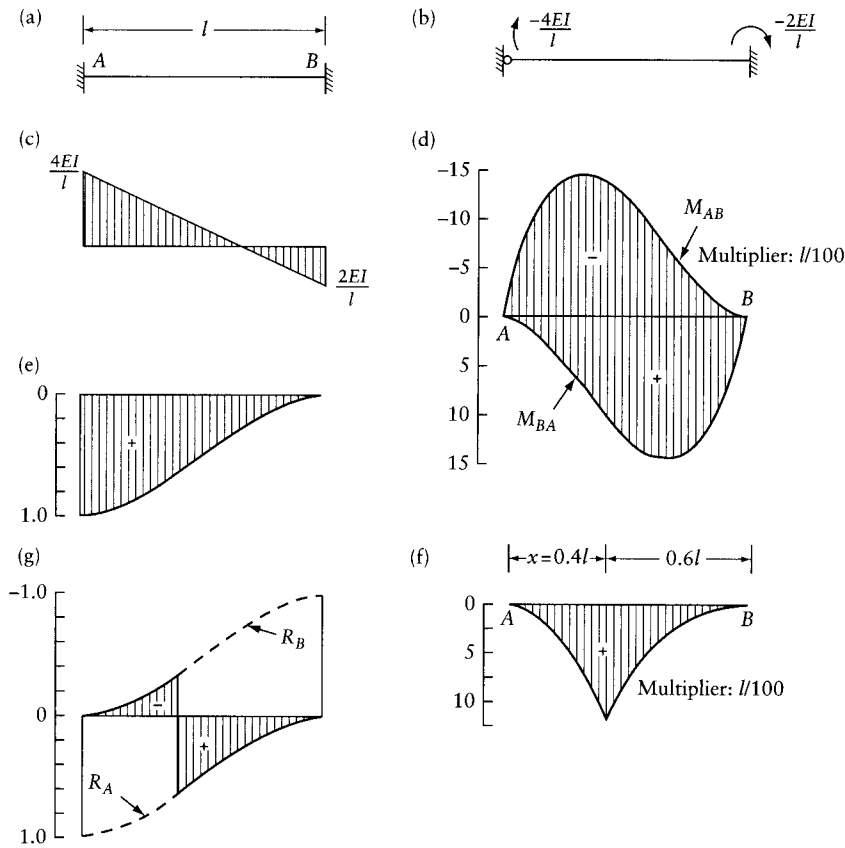 (a)
l
A B
(b)
-4EI
l
-2EI
l
(c)
4EI
l
2EI
l
(d)
-15
-10
-5
0
5
10
15
M_AB
Multiplier: l/100
A
B
M_BA
-
+
(e)
0
1.0
+
(f)
x=0.4l 0.6l
0
5
10
A
B
+
Multiplier: l/100
(g)
-1.0
0
1.0
R_B
R_A
-
+